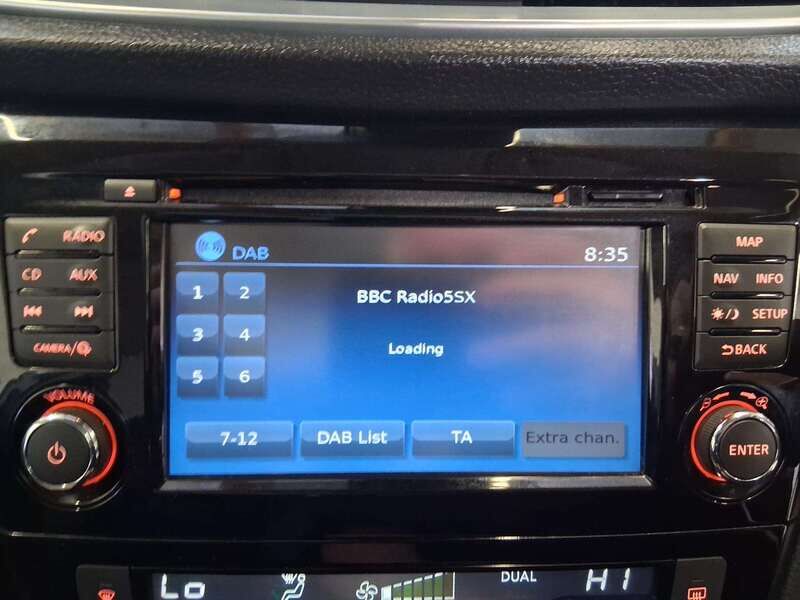 RADIO
CD AUX
CAMERA/
VOLUME
DAB 8:35
1 2
3 4
5 6
BBC Radio5SX
Loading
7-12 DAB List TA Extra chan.
MAP
NAV INFO
SETUP
BACK
ENTER
Lo DUAL HI